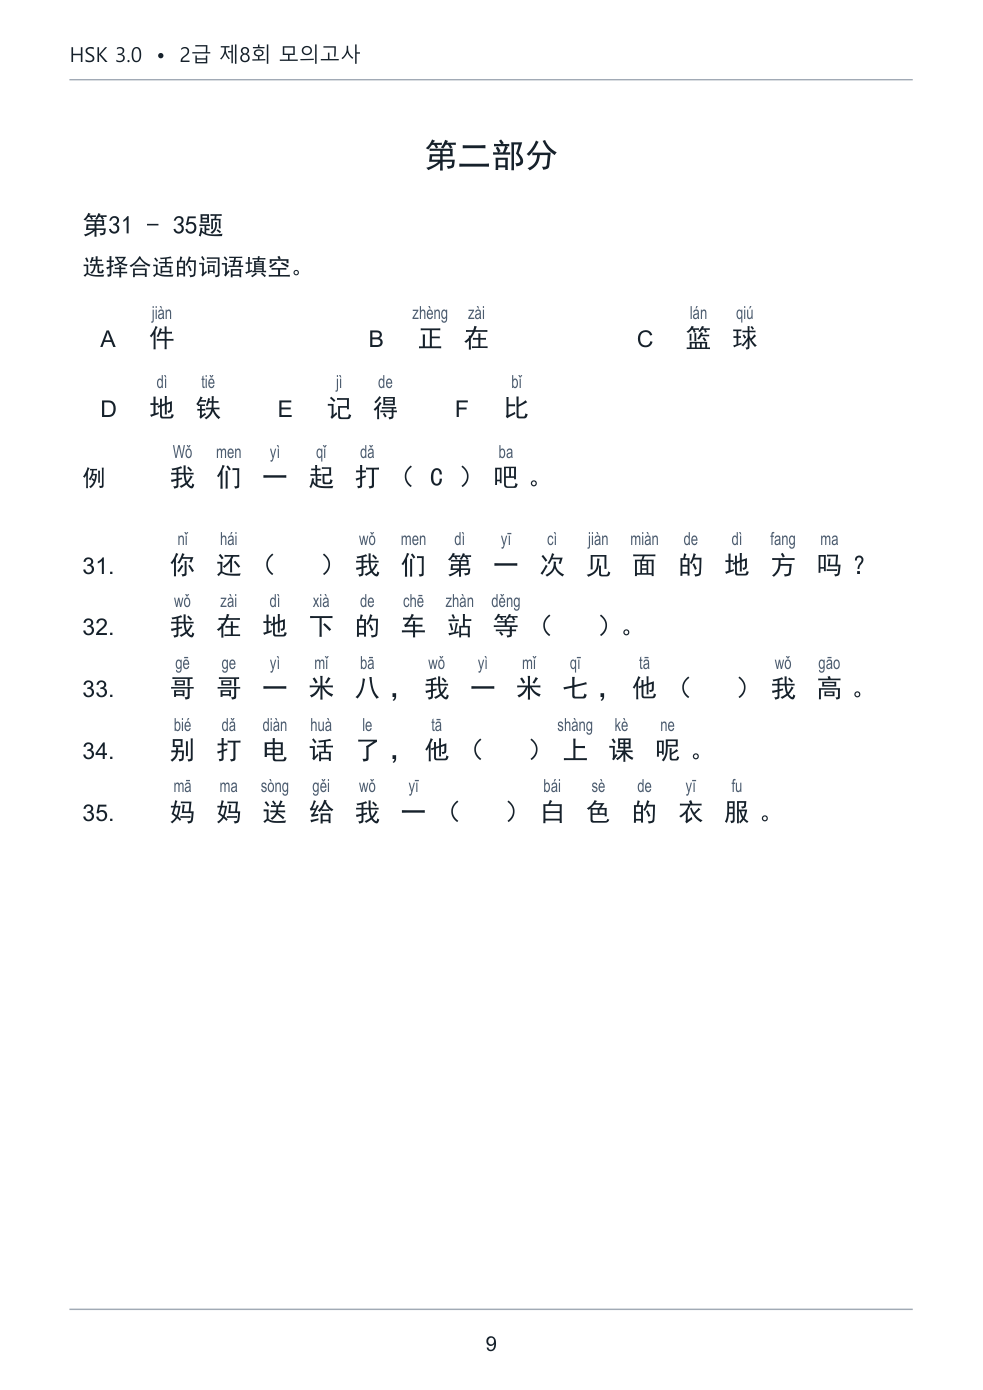 HSK 3.0 • 2급 제8회 모의고사
第二部分
第31 – 35题
选择合适的词语填空。
jiàn zhèng zài lán qiú
A 件 B 正在 C 篮球
dì tiě jì de bǐ
D 地铁 E 记得 F 比
Wǒ men yì qǐ dǎ ba
例 我们一起打（ C ）吧。
nǐ hái wǒ men dì yī cì jiàn miàn de dì fang ma
31. 你还（ ）我们第一次见面的地方吗?
wǒ zài dì xià de chē zhàn děng
32. 我在地下的车站等（ ）。
gē ge yì mǐ bā wǒ yì mǐ qī tā wǒ gāo
33. 哥哥一米八，我一米七，他（ ）我高。
bié dǎ diàn huà le tā shàng kè ne
34. 别打电话了，他（ ）上课呢。
mā ma sòng gěi wǒ yī bái sè de yī fu
35. 妈妈送给我一（ ）白色的衣服。
9